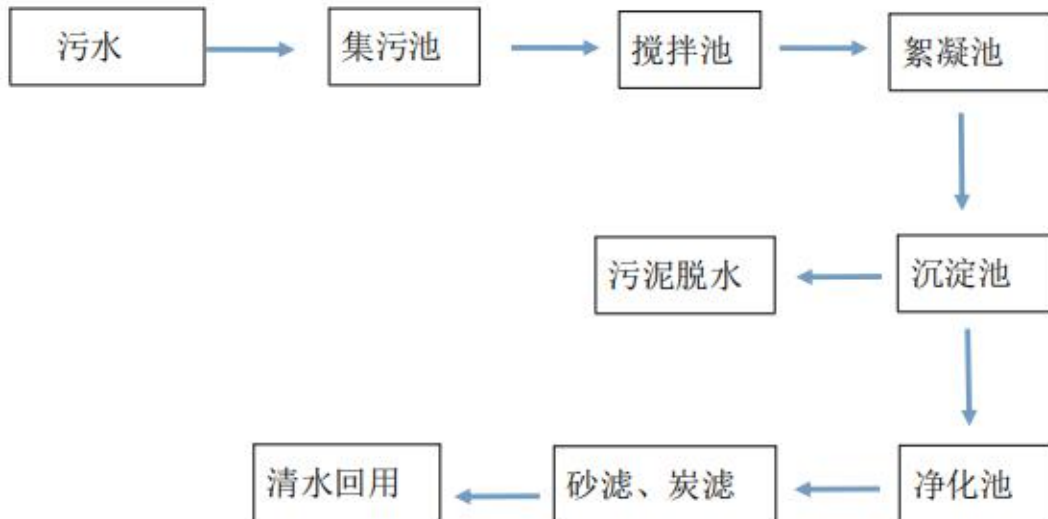 污水
集污池
搅拌池
絮凝池
污泥脱水
沉淀池
清水回用
砂滤、炭滤
净化池